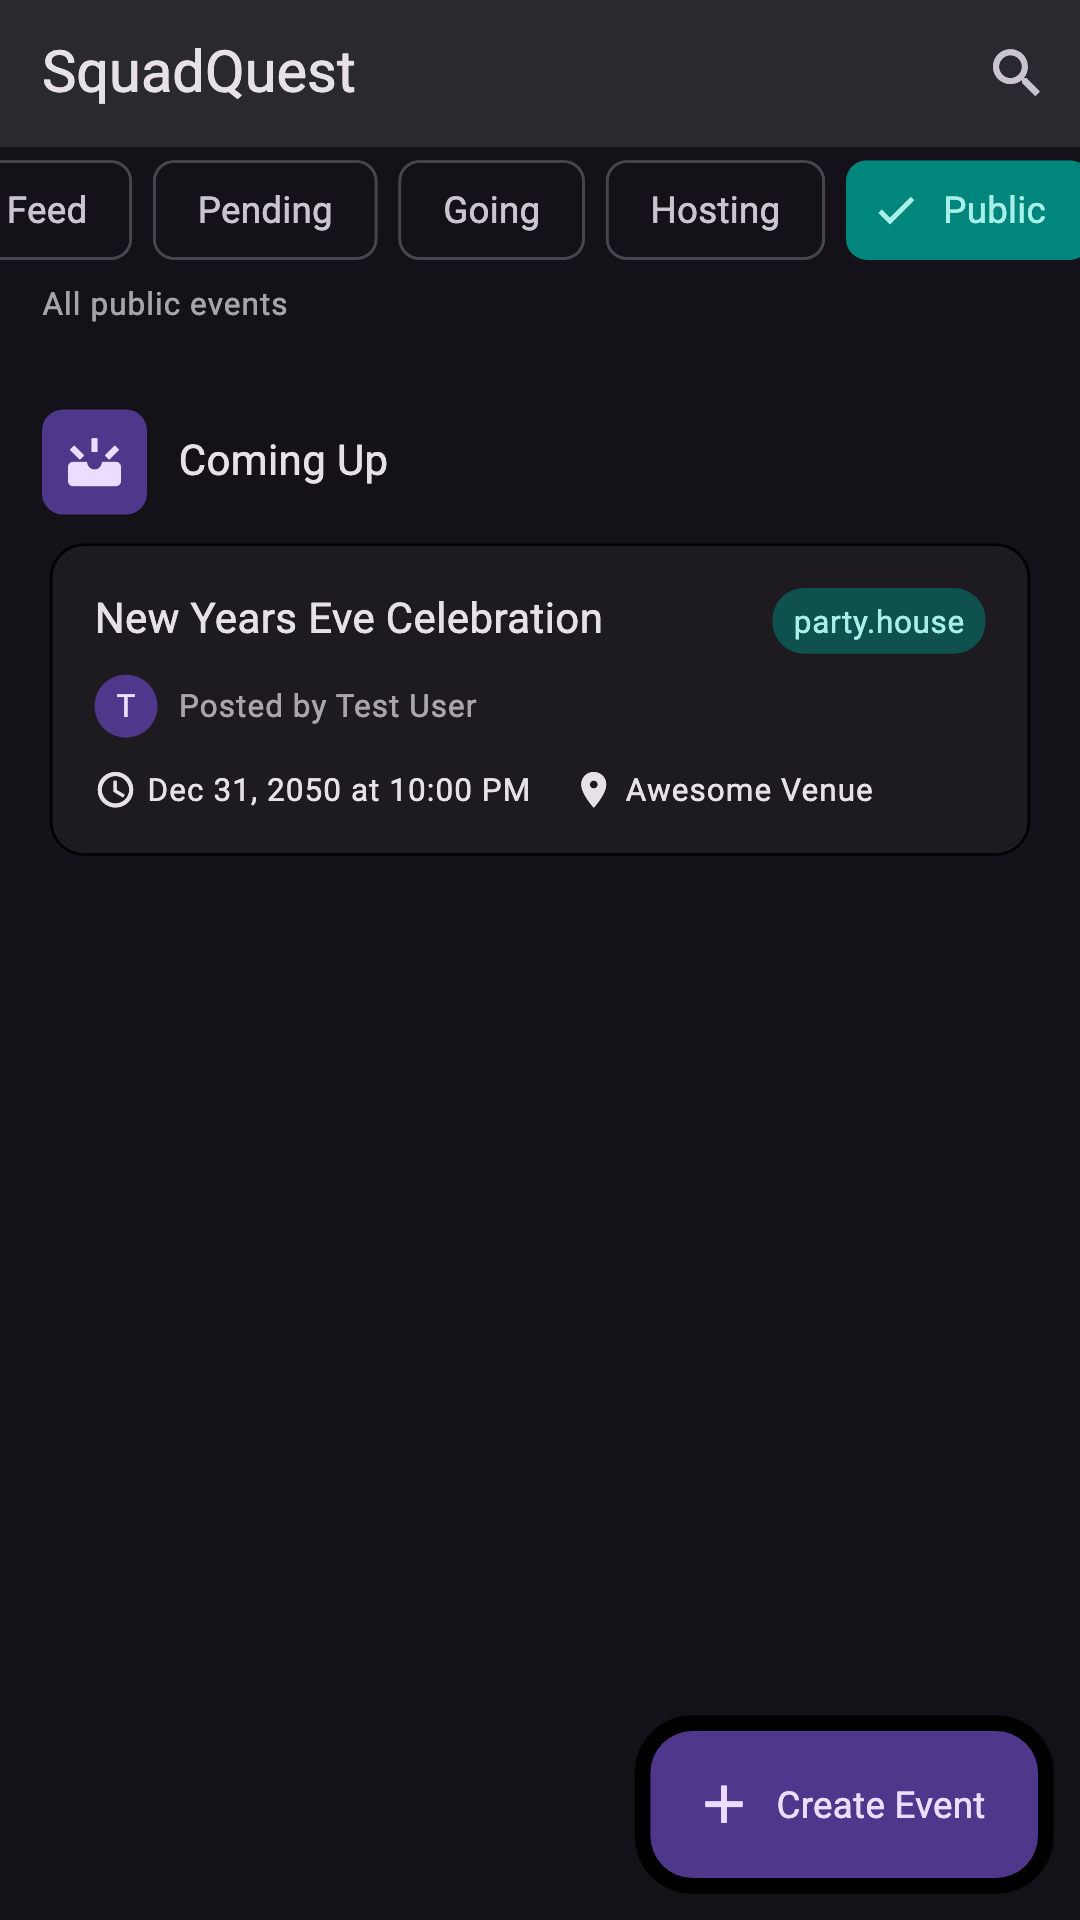 SquadQuest
Feed Pending Going Hosting Public
All public events
Coming Up
New Years Eve Celebration party.house
T Posted by Test User
Dec 31, 2050 at 10:00 PM Awesome Venue
Create Event